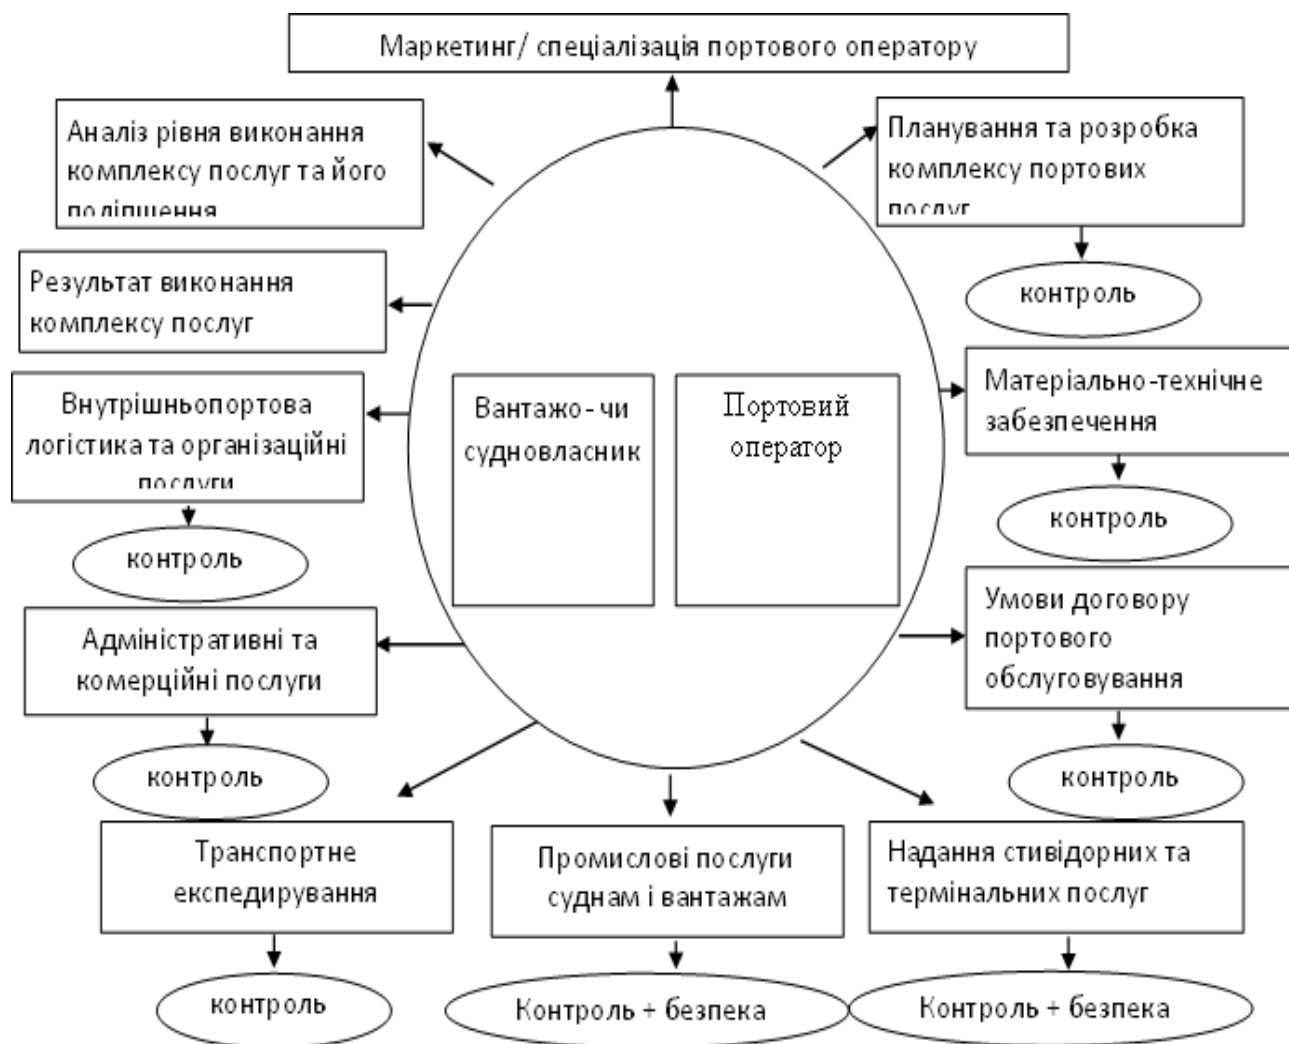 Маркетинг/ спеціалізація портового оператору
Аналіз рівня виконання
комплексу послуг та його
поліпшення
Планування та розробка
комплексу портових
послуг
контроль
Результат виконання
комплексу послуг
Матеріально-технічне
забезпечення
контроль
Внутрішньопортова
логістика та організаційні
послуги
контроль
Вантажо- чи
судновласник
Портовий
оператор
Умови договору
портового
обслуговування
контроль
Адміністративні та
комерційні послуги
контроль
Транспортне
експедирування
контроль
Промислові послуги
суднам і вантажам
Контроль + безпека
Надання стивідорних та
термінальних послуг
Контроль + безпека